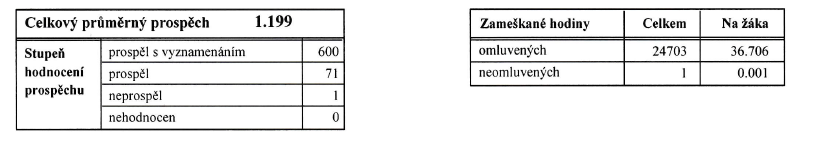 Celkový průměrný prospěch 1.199
Stupeň hodnocení prospěchu
prospěl s vyznamenáním 600
prospěl 71
neprospěl 1
nehodnocen 0
Zameškané hodiny Celkem Na žáka
omluvených 24703 36.706
neomluvených 1 0.001